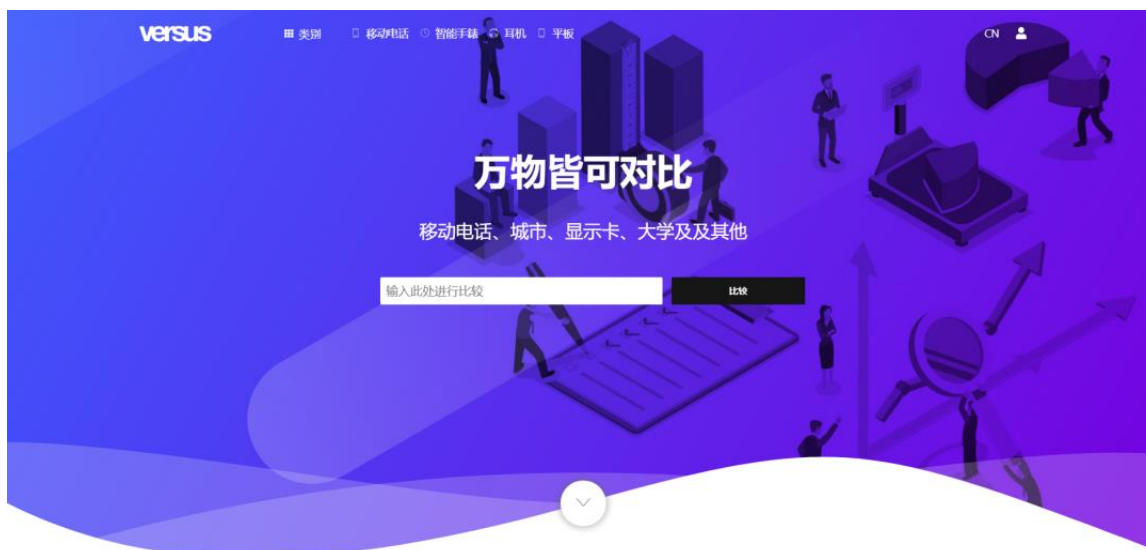 versus 类别 移动电话 智能手錶 耳机 平板 CN
万物皆可对比
移动电话、城市、显示卡、大学及及其他
输入此处进行比较 比较